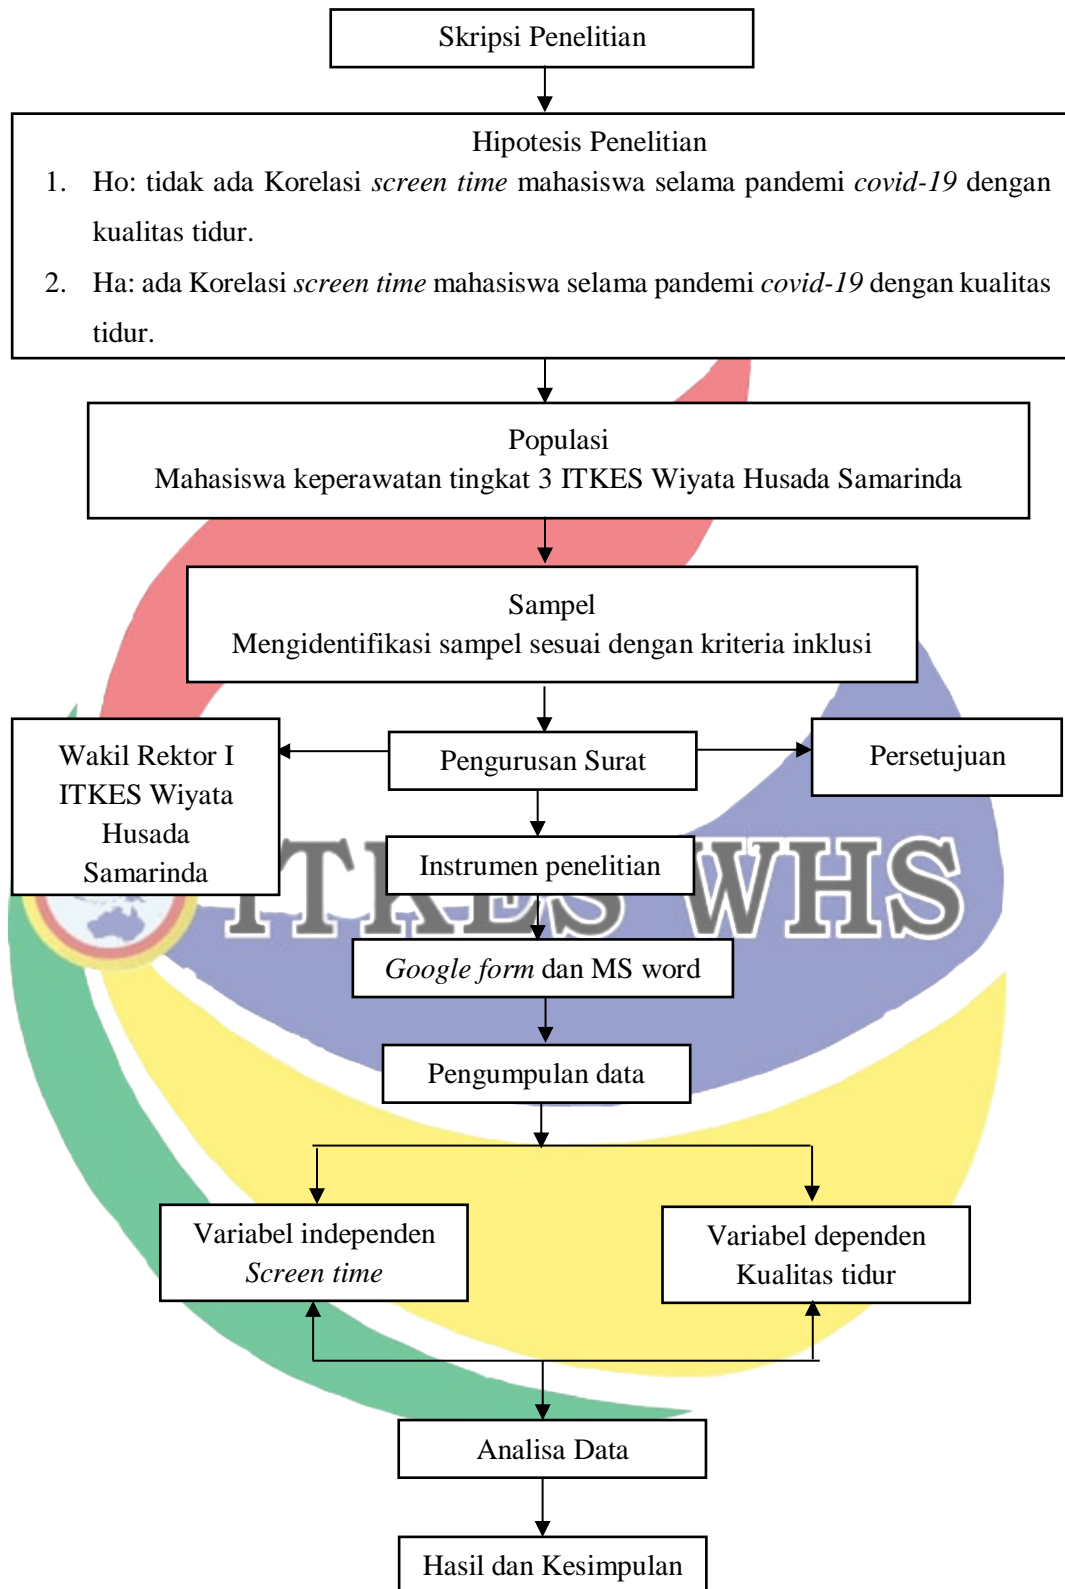 Skripsi Penelitian
Hipotesis Penelitian
1. Ho: tidak ada Korelasi screen time mahasiswa selama pandemi covid-19 dengan
kualitas tidur.
2. Ha: ada Korelasi screen time mahasiswa selama pandemi covid-19 dengan kualitas
tidur.
Populasi
Mahasiswa keperawatan tingkat 3 ITKES Wiyata Husada Samarinda
Sampel
Mengidentifikasi sampel sesuai dengan kriteria inklusi
Wakil Rektor I
ITKES Wiyata
Husada
Samarinda
Pengurusan Surat
Persetujuan
Instrumen penelitian
ITKES WHS
Google form dan MS word
Pengumpulan data
Variabel independen
Screen time
Variabel dependen
Kualitas tidur
Analisa Data
Hasil dan Kesimpulan